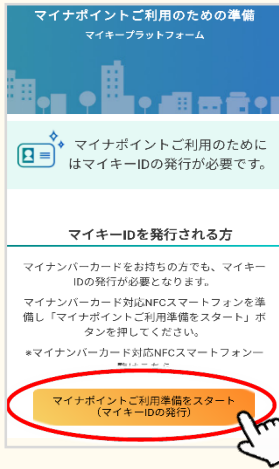 マイナポイントご利用のための準備
マイキープラットフォーム
マイナポイントご利用のために
はマイキーIDの発行が必要です。
マイキーIDを発行される方
マイナンバーカードをお持ちの方でも、マイキー
IDの発行が必要となります。
マイナンバーカード対応NFCスマートフォンを準
備し「マイナポイントご利用準備をスタート」ボ
タンを押してください。
*マイナンバーカード対応NFCスマートフォン一
マイナポイントご利用準備をスタート
（マイキーIDの発行）